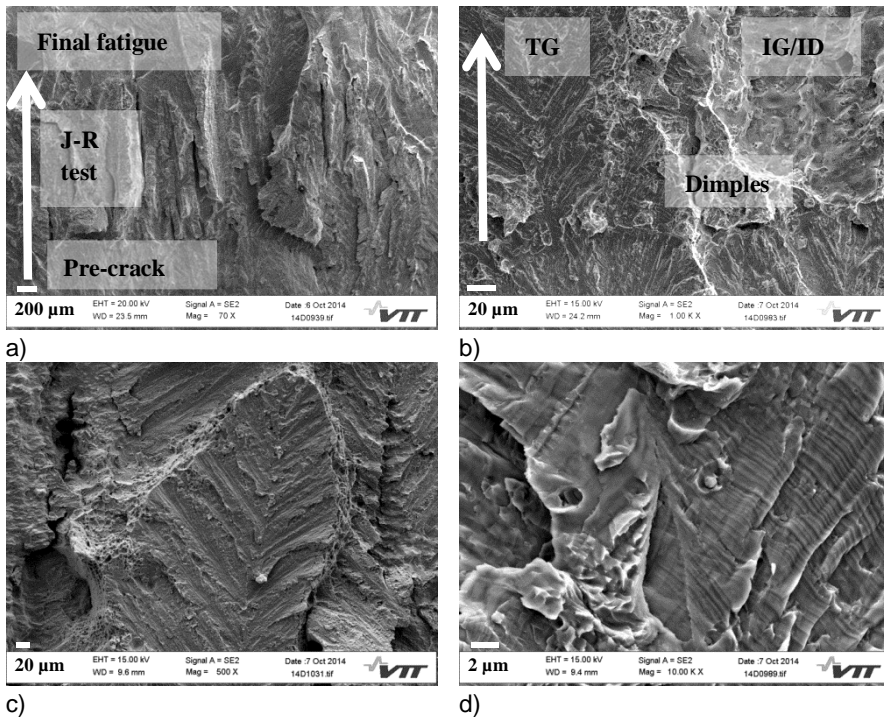 Final fatigue
J-R
test
Pre-crack
200 µm
EHT = 20.00 kV
WD = 23.5 mm
Signal A = SE2
Mag = 70 X
Date :6 Oct 2014
14D0939.tif
VTT
a)
TG
IG/ID
Dimples
20 µm
EHT = 15.00 kV
WD = 24.2 mm
Signal A = SE2
Mag = 1.00 K X
Date :7 Oct 2014
14D0983.tif
VTT
b)
20 µm
EHT = 15.00 kV
WD = 9.6 mm
Signal A = SE2
Mag = 500 X
Date :7 Oct 2014
14D1031.tif
VTT
c)
2 µm
EHT = 15.00 kV
WD = 9.4 mm
Signal A = SE2
Mag = 10.00 K X
Date :7 Oct 2014
14D0989.tif
VTT
d)